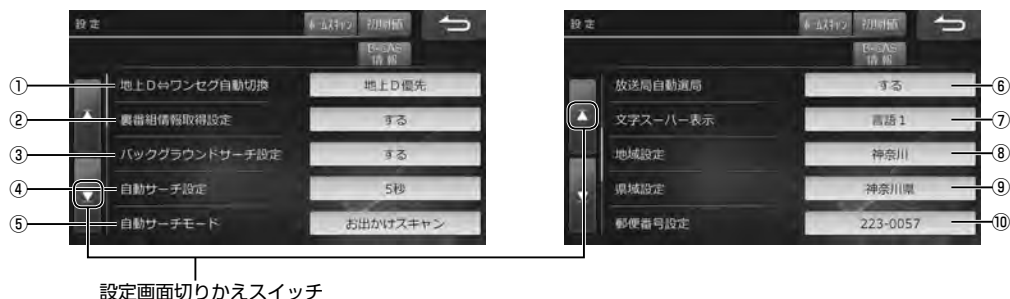 設定
ホームスキャン 初期値
B-CAS
情報
① 地上D⇔ワンセグ自動切換 地上D優先
② 裏番組情報取得設定 する
③ バックグラウンドサーチ設定 する
④ 自動サーチ設定 5秒
⑤ 自動サーチモード お出かけスキャン
設定
ホームスキャン 初期値
B-CAS
情報
放送局自動選局 する ⑥
文字スーパー表示 言語1 ⑦
地域設定 神奈川 ⑧
県域設定 神奈川県 ⑨
郵便番号設定 223-0057 ⑩
設定画面切りかえスイッチ